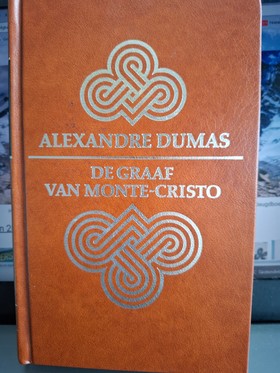 ALEXANDRE DUMAS
DE GRAAF
VAN MONTE-CRISTO